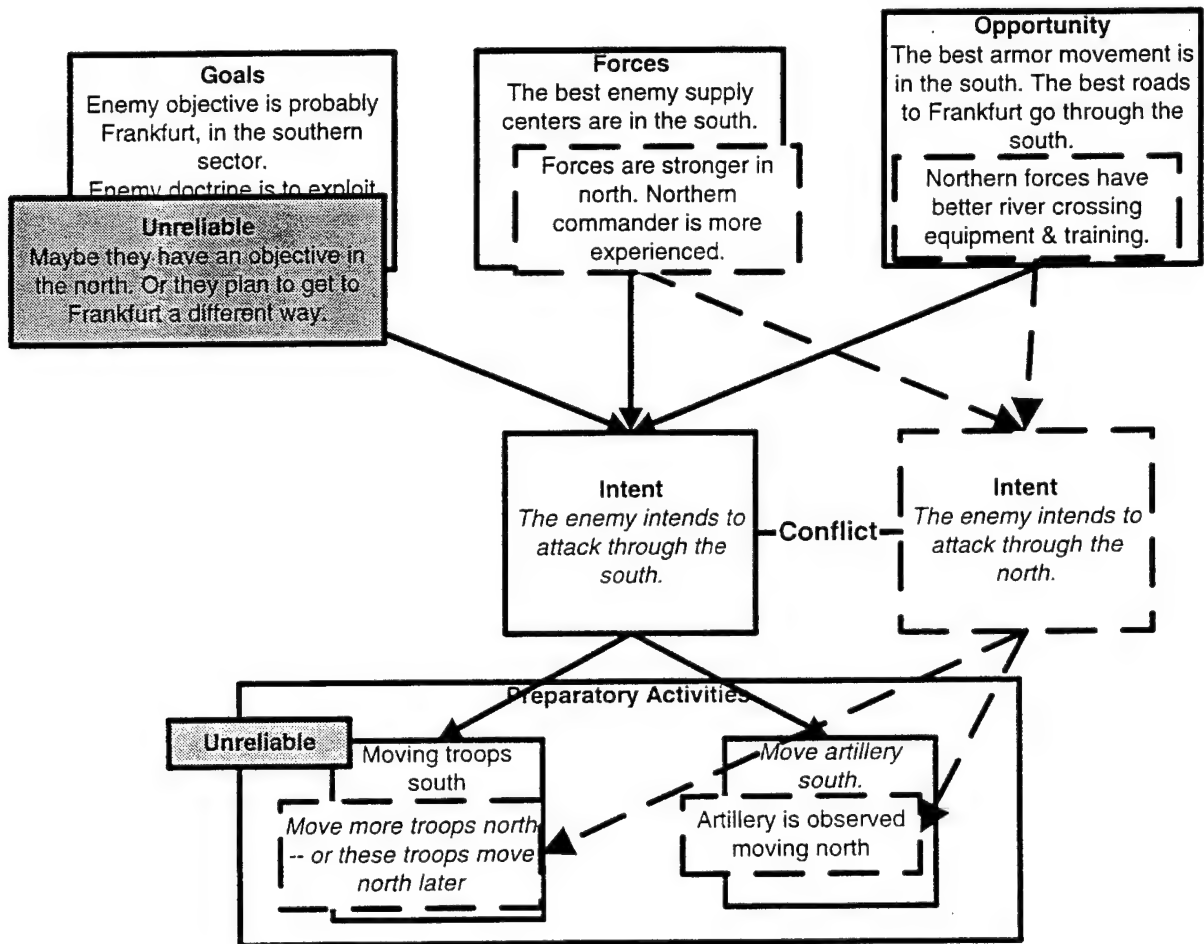 Goals
Enemy objective is probably
Frankfurt, in the southern
sector.
Enemy doctrine is to exploit
Unreliable
Maybe they have an objective in
the north. Or they plan to get to
Frankfurt a different way.
Forces
The best enemy supply
centers are in the south.
Forces are stronger in
north. Northern
commander is more
experienced.
Opportunity
The best armor movement is
in the south. The best roads
to Frankfurt go through the
south.
Northern forces have
better river crossing
equipment & training.
Intent
The enemy intends to
attack through the
south.
Conflict
Intent
The enemy intends to
attack through the
north.
Preparatory Activities
Unreliable
Moving troops
south
Move more troops north
-- or these troops move
north later
Move artillery
south.
Artillery is observed
moving north